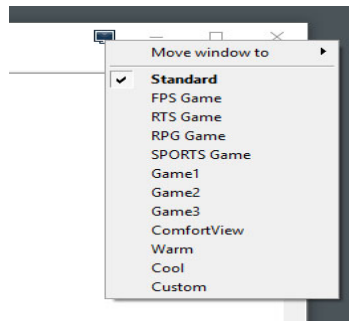 Move window to
Standard
FPS Game
RTS Game
RPG Game
SPORTS Game
Game1
Game2
Game3
ComfortView
Warm
Cool
Custom